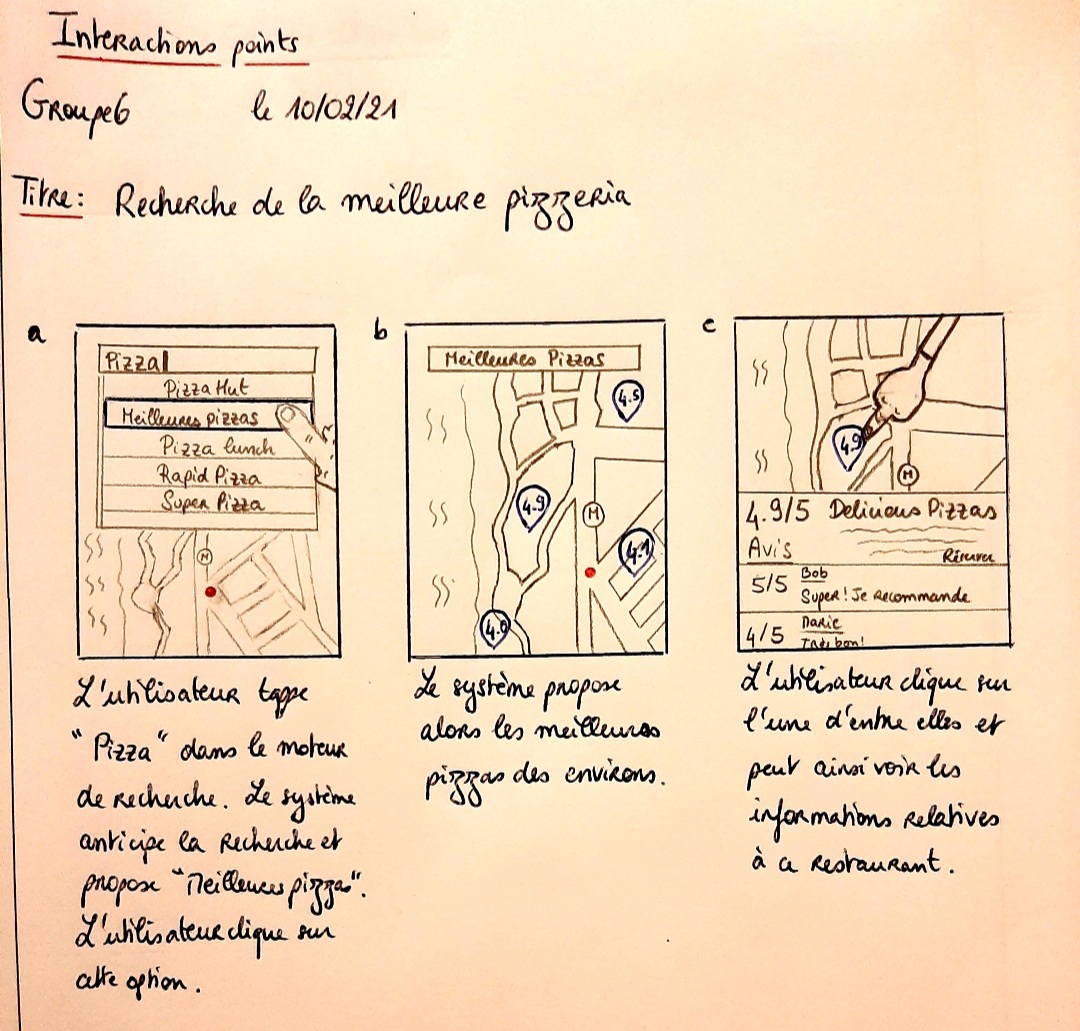 Interactions points
Groupe6 le 10/02/21
Titre: Recherche de la meilleure pizzeria
a
Pizza|
Pizza Hut
Meilleures pizzas
Pizza lunch
Rapid Pizza
Super Pizza
M
L'utilisateur tappe
"Pizza" dans le moteur
de recherche. Le système
anticipe la recherche et
propose "Meilleures pizzas".
L'utilisateur clique sur
cette option.
b
Meilleures Pizzas
4.5
4.9
M
4.1
4.0
Le système propose
alors les meilleures
pizzas des environs.
c
4.9
M
4.9/5 Delicious Pizzas
Avis
Réserver
5/5 Bob
Super! Je recommande
4/5 Marie
Très bon!
L'utilisateur clique sur
l'une d'entre elles et
peut ainsi voir les
informations relatives
à ce restaurant.